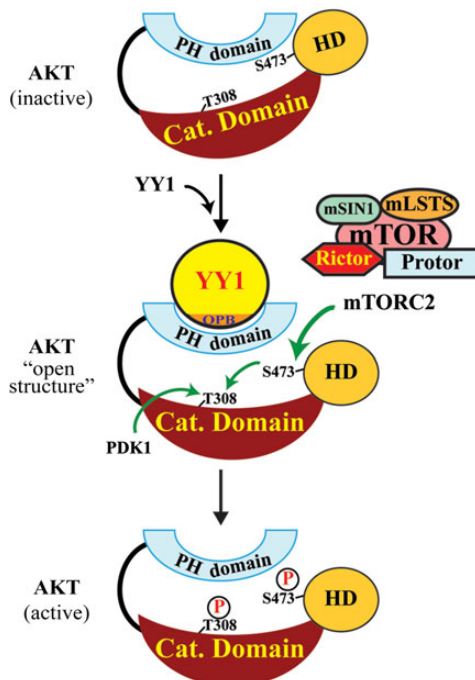 PH domain
HD
S473
AKT
(inactive)
T308
Cat. Domain
YY1
mSIN1
mLSTS
mTOR
Rictor
Protor
YY1
OPB
PH domain
mTORC2
AKT
"open
structure"
S473
HD
T308
Cat. Domain
PDK1
PH domain
P
AKT
(active)
S473
HD
P
T308
Cat. Domain